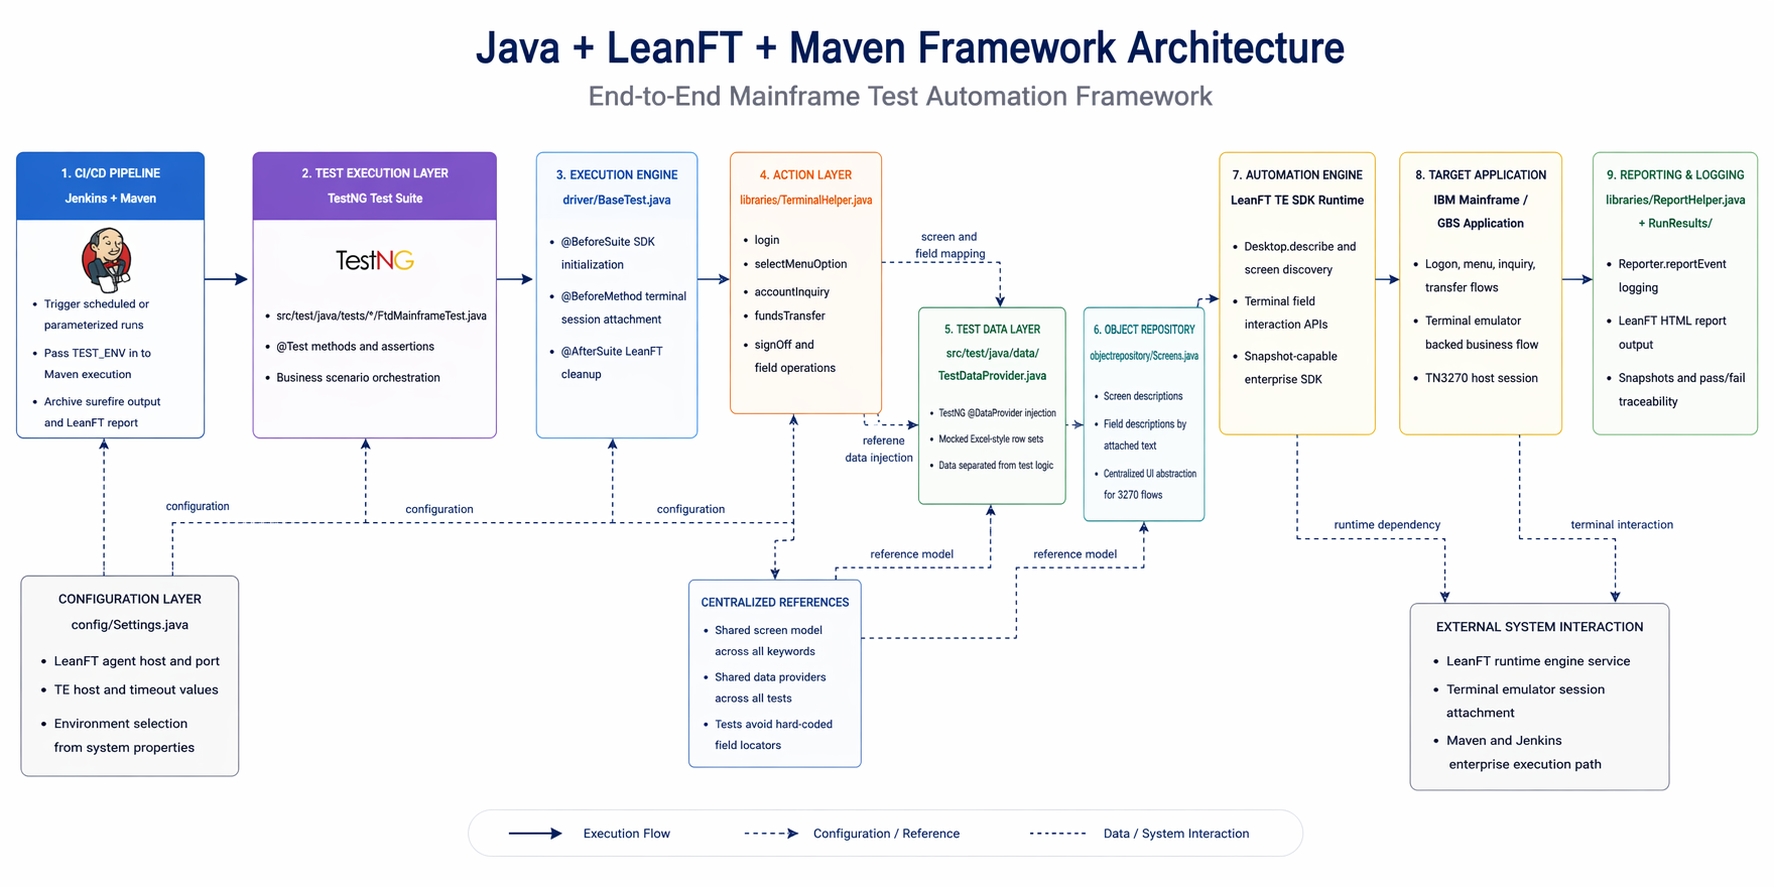 Java + LeanFT + Maven Framework Architecture
End-to-End Mainframe Test Automation Framework
1. CI/CD PIPELINE
Jenkins + Maven
• Trigger scheduled or
parameterized runs
• Pass TEST_ENV in to
Maven execution
• Archive surefire output
and LeanFT report
2. TEST EXECUTION LAYER
TestNG Test Suite
TestNG
• src/test/java/tests/*/FtdMainframeTest.java
• @Test methods and assertions
• Business scenario orchestration
3. EXECUTION ENGINE
driver/BaseTest.java
• @BeforeSuite SDK
initialization
• @BeforeMethod terminal
session attachment
• @AfterSuite LeanFT
cleanup
4. ACTION LAYER
libraries/TerminalHelper.java
• login
• selectMenuOption
• accountInquiry
• fundsTransfer
• signOff and
field operations
screen and
field mapping
referene
data injection
5. TEST DATA LAYER
src/test/java/data/
TestDataProvider.java
• TestNG @DataProvider injection
• Mocked Excel-style row sets
• Data separated from test logic
6. OBJECT REPOSITORY
objectrepository/Screens.java
• Screen descriptions
• Field descriptions by
attached text
• Centralized UI abstraction
for 3270 flows
7. AUTOMATION ENGINE
LeanFT TE SDK Runtime
• Desktop.describe and
screen discovery
• Terminal field
interaction APIs
• Snapshot-capable
enterprise SDK
8. TARGET APPLICATION
IBM Mainframe /
GBS Application
• Logon, menu, inquiry,
transfer flows
• Terminal emulator
backed business flow
• TN3270 host session
9. REPORTING & LOGGING
libraries/ReportHelper.java
+ RunResults/
• Reporter.reportEvent
logging
• LeanFT HTML report
output
• Snapshots and pass/fail
traceability
configuration
configuration
configuration
reference model
reference model
runtime dependency
terminal interaction
CONFIGURATION LAYER
config/Settings.java
• LeanFT agent host and port
• TE host and timeout values
• Environment selection
from system properties
CENTRALIZED REFERENCES
• Shared screen model
across all keywords
• Shared data providers
across all tests
• Tests avoid hard-coded
field locators
EXTERNAL SYSTEM INTERACTION
• LeanFT runtime engine service
• Terminal emulator session
attachment
• Maven and Jenkins
enterprise execution path
Execution Flow
Configuration / Reference
Data / System Interaction